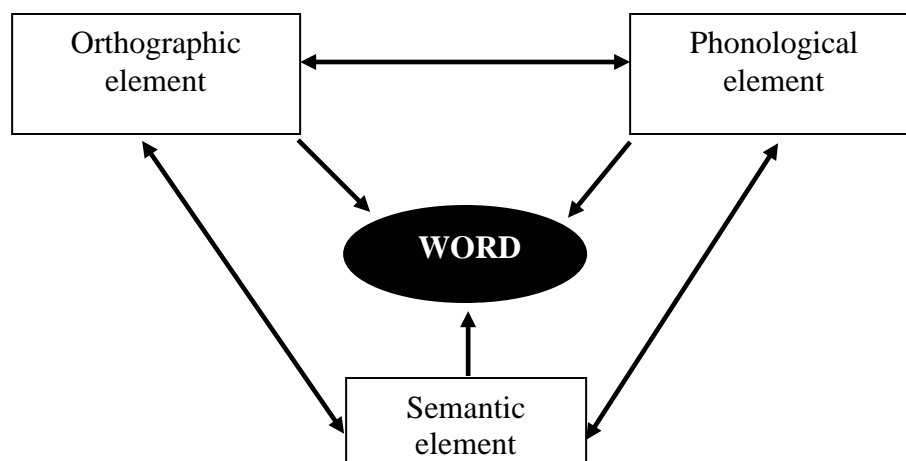 Orthographic
element
Phonological
element
WORD
Semantic
element